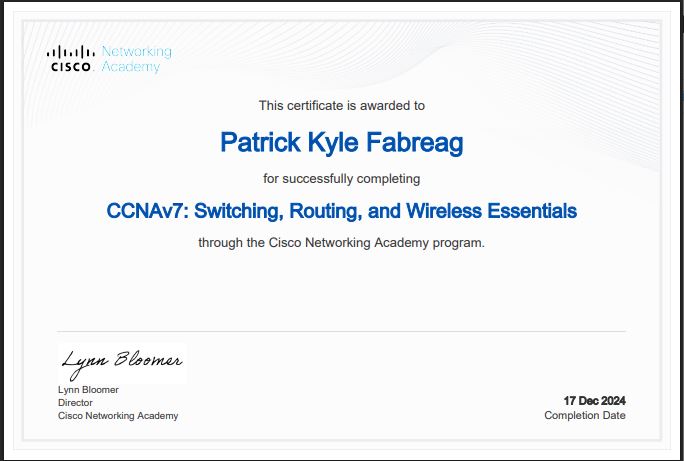 Networking
CISCO Academy
This certificate is awarded to
Patrick Kyle Fabreag
for successfully completing
CCNAv7: Switching, Routing, and Wireless Essentials
through the Cisco Networking Academy program.
Lynn Bloomer
Lynn Bloomer
Director
Cisco Networking Academy
17 Dec 2024
Completion Date